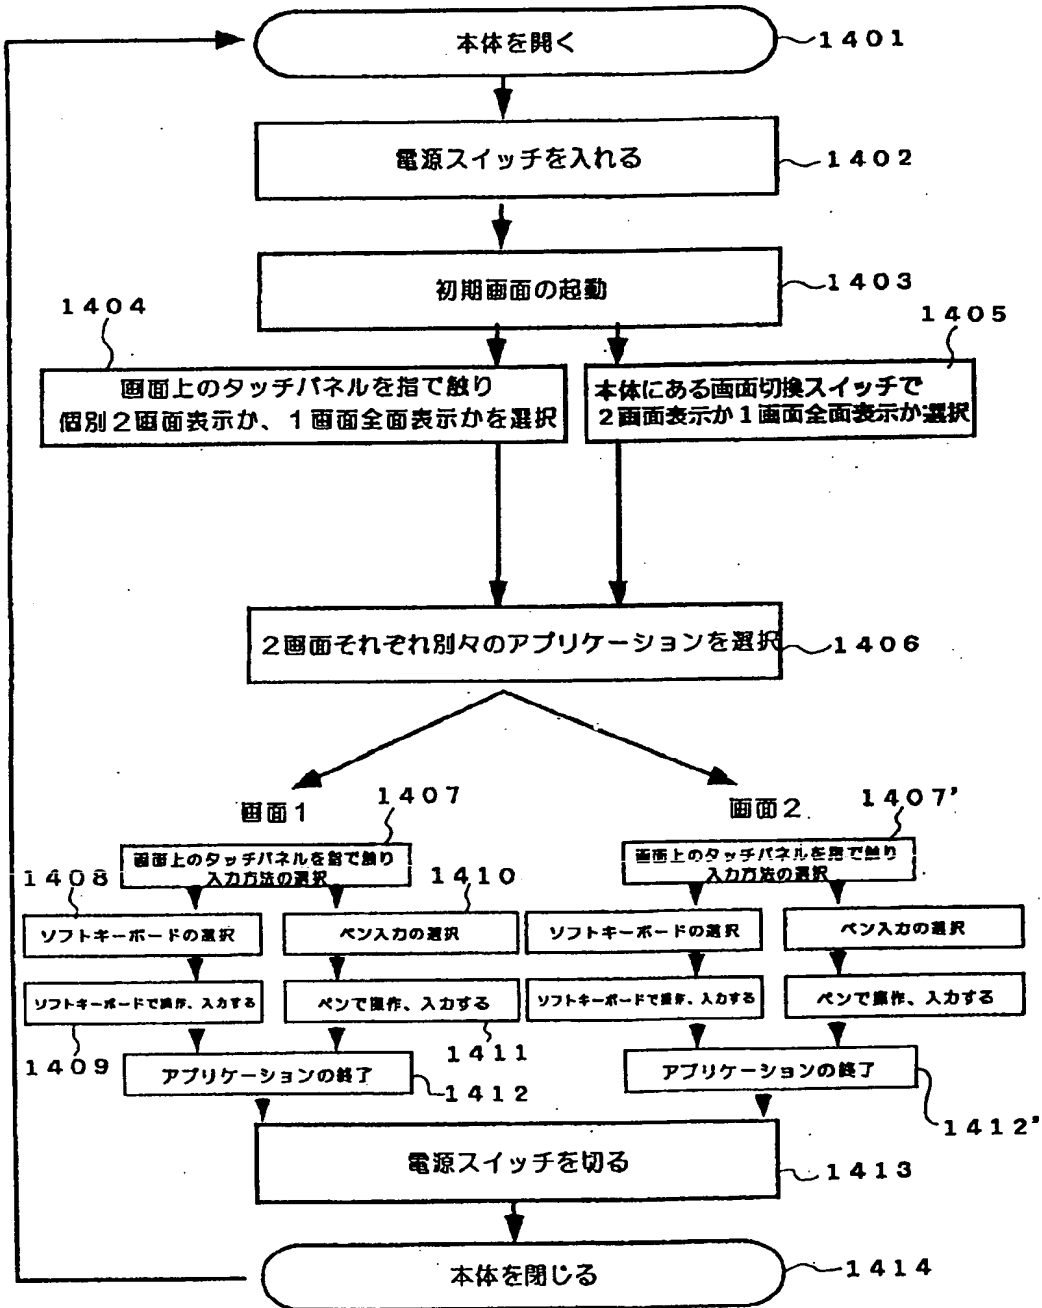 本体を開く
1401
電源スイッチを入れる
1402
初期画面の起動
1403
1404
画面上のタッチパネルを指で触り
個別2画面表示か、1画面全面表示かを選択
1405
本体にある画面切換スイッチで
2画面表示か1画面全面表示か選択
2画面それぞれ別々のアプリケーションを選択
1406
画面1
1407
画面上のタッチパネルを指で触り
入力方法の選択
1408
ソフトキーボードの選択
1410
ペン入力の選択
ソフトキーボードで操作、入力する
1409
ペンで操作、入力する
1411
アプリケーションの終了
1412
画面2
1407'
画面上のタッチパネルを指で触り
入力方法の選択
ソフトキーボードの選択
ペン入力の選択
ソフトキーボードで操作、入力する
ペンで操作、入力する
アプリケーションの終了
1412'
電源スイッチを切る
1413
本体を閉じる
1414